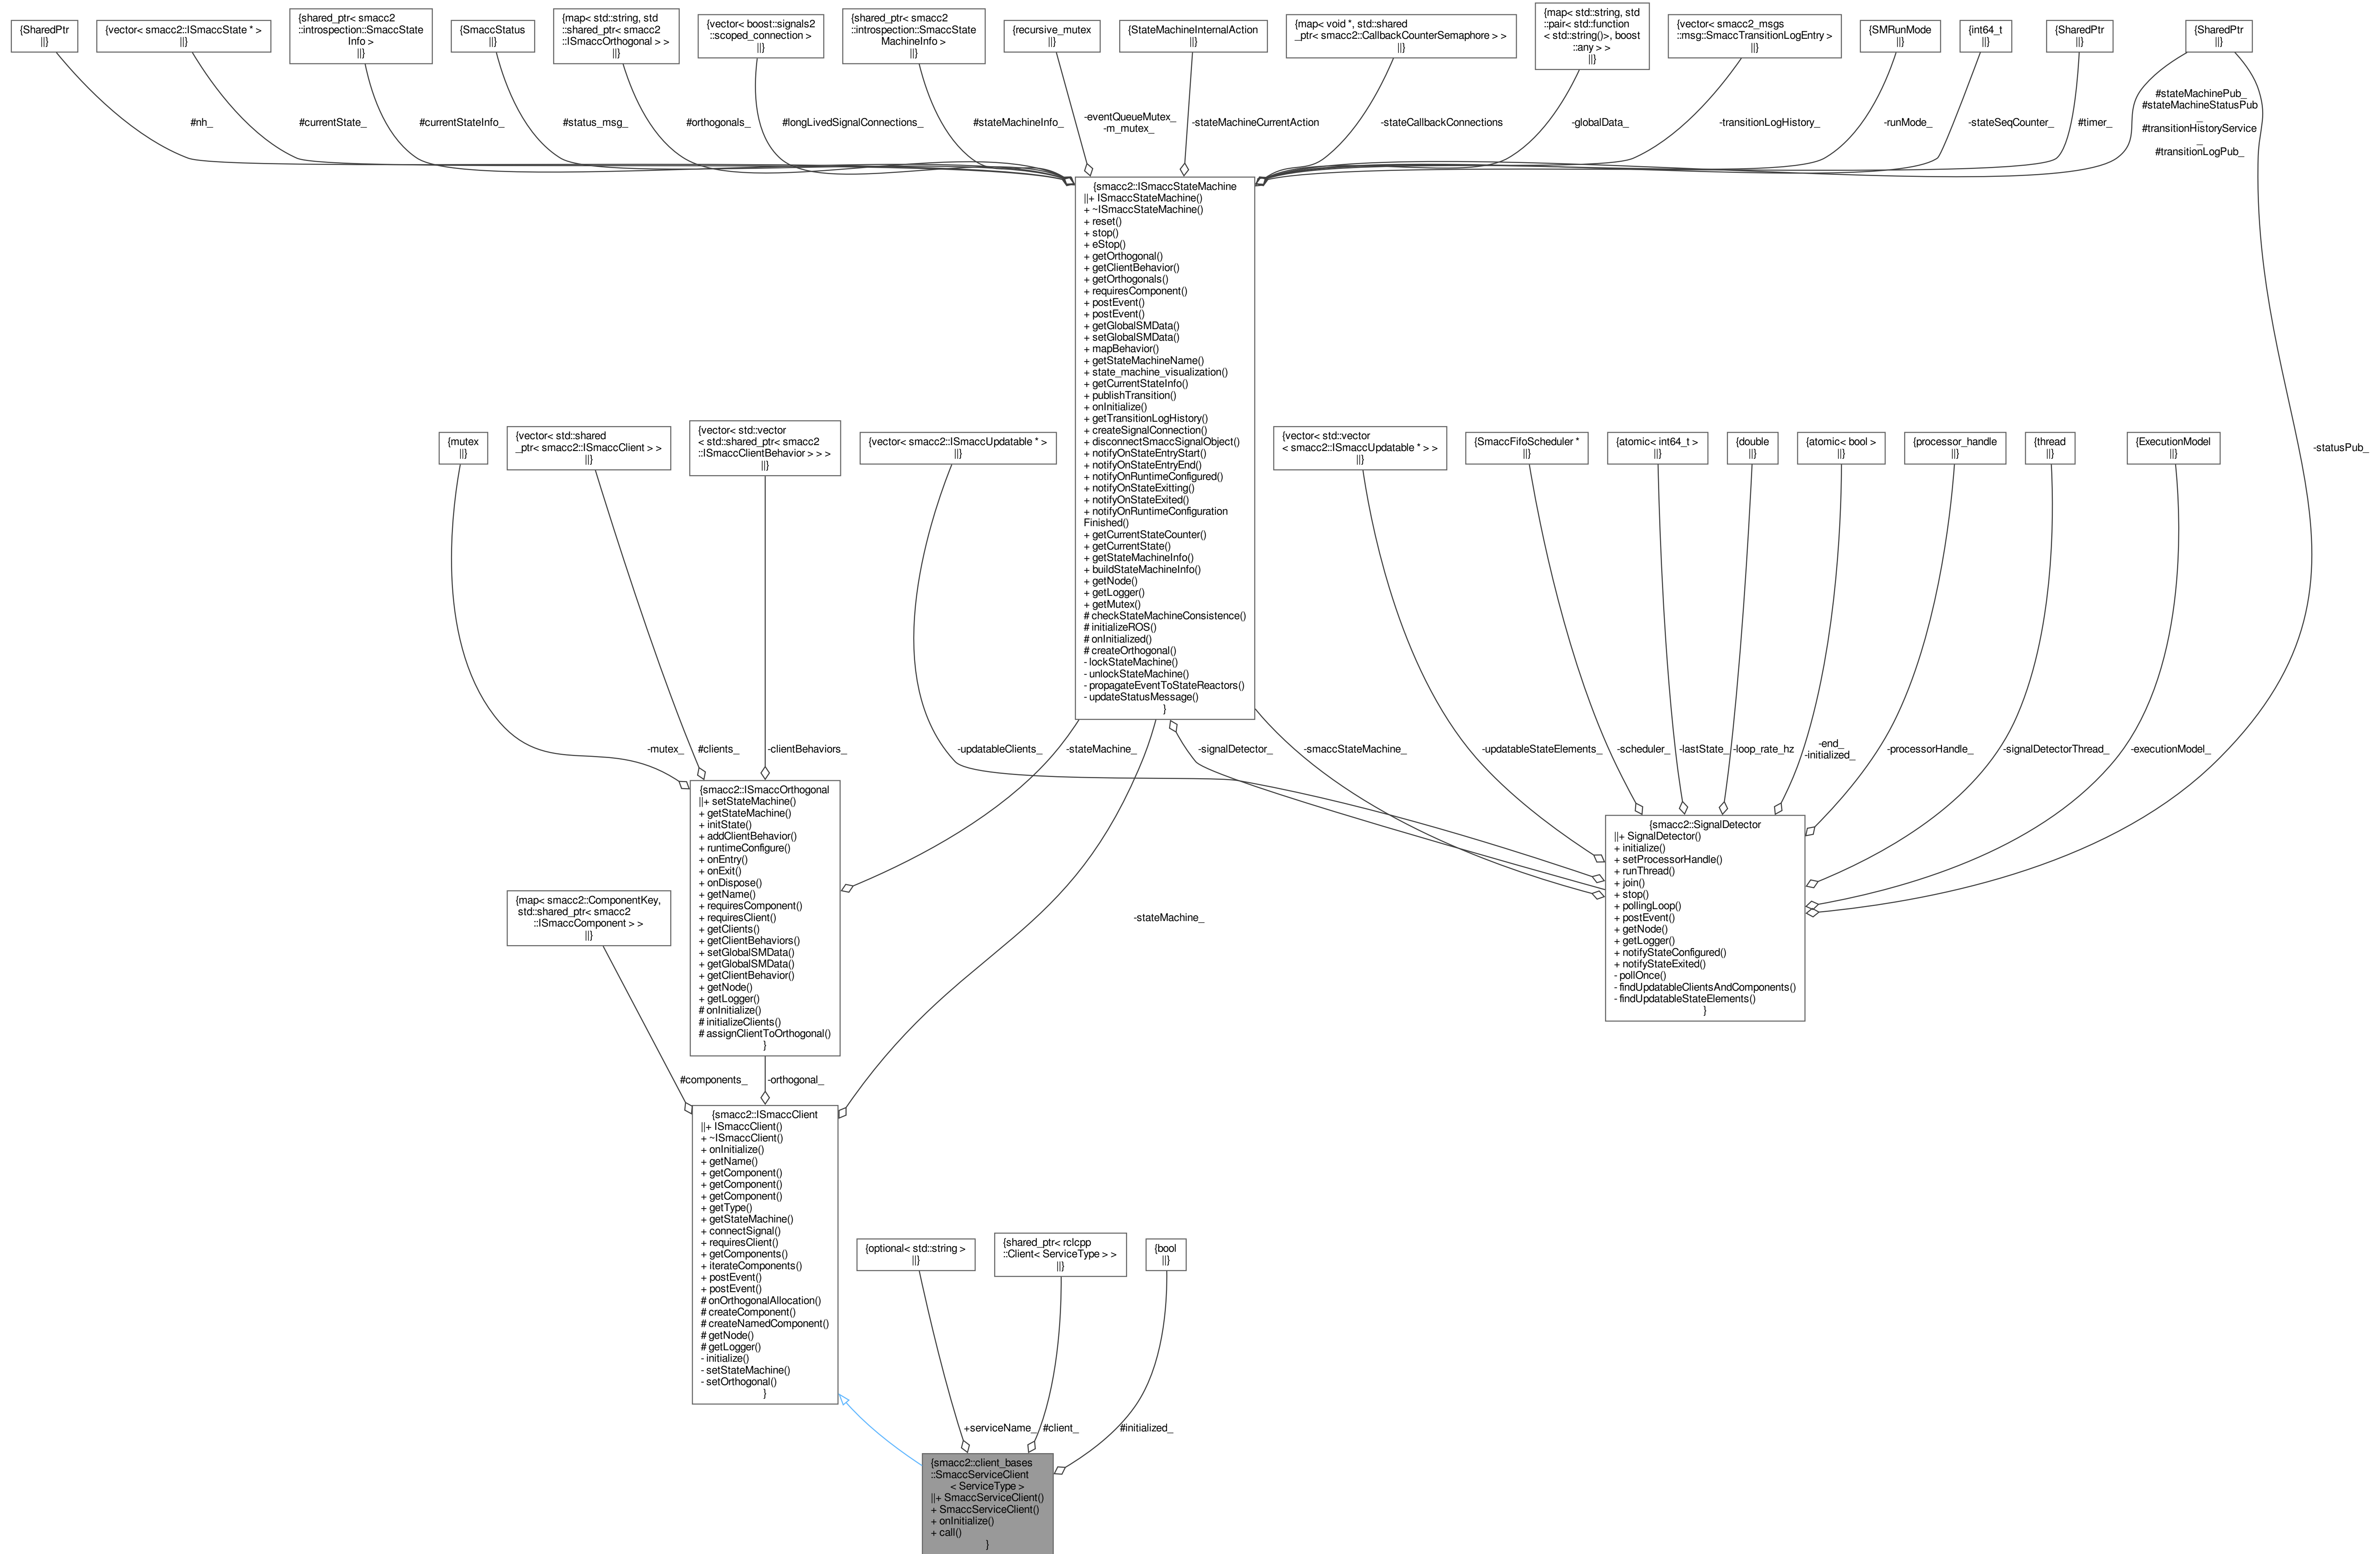 {SharedPtr
||}
{vector< smacc2::ISmaccState * >
||}
{shared_ptr< smacc2
::introspection::SmaccState
Info >
||}
{SmaccStatus
||}
{map< std::string, std
::shared_ptr< smacc2
::ISmaccOrthogonal > >
||}
{vector< boost::signals2
::scoped_connection >
||}
{shared_ptr< smacc2
::introspection::SmaccState
MachineInfo >
||}
{recursive_mutex
||}
{StateMachineInternalAction
||}
{map< void *, std::shared
_ptr< smacc2::CallbackCounterSemaphore > >
||}
{map< std::string, std
::pair< std::function
< std::string()>, boost
::any > >
||}
{vector< smacc2_msgs
::msg::SmaccTransitionLogEntry >
||}
{SMRunMode
||}
{int64_t
||}
{SharedPtr
||}
{SharedPtr
||}
#nh_
#currentState_
#currentStateInfo_
#status_msg_
#orthogonals_
#longLivedSignalConnections_
#stateMachineInfo_
-eventQueueMutex_
-m_mutex_
-stateMachineCurrentAction
-stateCallbackConnections
-globalData_
-transitionLogHistory_
-runMode_
-stateSeqCounter_
#timer_
#stateMachinePub_
#stateMachineStatusPub
_
#transitionHistoryService
_
#transitionLogPub_
{smacc2::ISmaccStateMachine
||+ ISmaccStateMachine()
+ ~ISmaccStateMachine()
+ reset()
+ stop()
+ eStop()
+ getOrthogonal()
+ getClientBehavior()
+ getOrthogonals()
+ requiresComponent()
+ postEvent()
+ postEvent()
+ getGlobalSMData()
+ setGlobalSMData()
+ mapBehavior()
+ getStateMachineName()
+ state_machine_visualization()
+ getCurrentStateInfo()
+ publishTransition()
+ onInitialize()
+ getTransitionLogHistory()
+ createSignalConnection()
+ disconnectSmaccSignalObject()
+ notifyOnStateEntryStart()
+ notifyOnStateEntryEnd()
+ notifyOnRuntimeConfigured()
+ notifyOnStateExitting()
+ notifyOnStateExited()
+ notifyOnRuntimeConfiguration
Finished()
+ getCurrentStateCounter()
+ getCurrentState()
+ getStateMachineInfo()
+ buildStateMachineInfo()
+ getNode()
+ getLogger()
+ getMutex()
# checkStateMachineConsistence()
# initializeROS()
# onInitialized()
# createOrthogonal()
- lockStateMachine()
- unlockStateMachine()
- propagateEventToStateReactors()
- updateStatusMessage()
}
{mutex
||}
{vector< std::shared
_ptr< smacc2::ISmaccClient > >
||}
{vector< std::vector
< std::shared_ptr< smacc2
::ISmaccClientBehavior > > >
||}
{vector< smacc2::ISmaccUpdatable * >
||}
{vector< std::vector
< smacc2::ISmaccUpdatable * > >
||}
{SmaccFifoScheduler *
||}
{atomic< int64_t >
||}
{double
||}
{atomic< bool >
||}
{processor_handle
||}
{thread
||}
{ExecutionModel
||}
-statusPub_
-mutex_
#clients_
-clientBehaviors_
-updatableClients_
-stateMachine_
-signalDetector_
-smaccStateMachine_
-updatableStateElements_
-scheduler_
-lastState_
-loop_rate_hz
-end_
-initialized_
-processorHandle_
-signalDetectorThread_
-executionModel_
{smacc2::ISmaccOrthogonal
||+ setStateMachine()
+ getStateMachine()
+ initState()
+ addClientBehavior()
+ runtimeConfigure()
+ onEntry()
+ onExit()
+ onDispose()
+ getName()
+ requiresComponent()
+ requiresClient()
+ getClients()
+ getClientBehaviors()
+ setGlobalSMData()
+ getGlobalSMData()
+ getClientBehavior()
+ getNode()
+ getLogger()
# onInitialize()
# initializeClients()
# assignClientToOrthogonal()
}
{smacc2::SignalDetector
||+ SignalDetector()
+ initialize()
+ setProcessorHandle()
+ runThread()
+ join()
+ stop()
+ pollingLoop()
+ postEvent()
+ getNode()
+ getLogger()
+ notifyStateConfigured()
+ notifyStateExited()
- pollOnce()
- findUpdatableClientsAndComponents()
- findUpdatableStateElements()
}
{map< smacc2::ComponentKey,
std::shared_ptr< smacc2
::ISmaccComponent > >
||}
-stateMachine_
#components_
-orthogonal_
{smacc2::ISmaccClient
||+ ISmaccClient()
+ ~ISmaccClient()
+ onInitialize()
+ getName()
+ getComponent()
+ getComponent()
+ getComponent()
+ getType()
+ getStateMachine()
+ connectSignal()
+ requiresClient()
+ getComponents()
+ iterateComponents()
+ postEvent()
+ postEvent()
# onOrthogonalAllocation()
# createComponent()
# createNamedComponent()
# getNode()
# getLogger()
- initialize()
- setStateMachine()
- setOrthogonal()
}
{optional< std::string >
||}
{shared_ptr< rclcpp
::Client< ServiceType > >
||}
{bool
||}
+serviceName_
#client_
#initialized_
{smacc2::client_bases
::SmaccServiceClient
< ServiceType >
||+ SmaccServiceClient()
+ SmaccServiceClient()
+ onInitialize()
+ call()
}